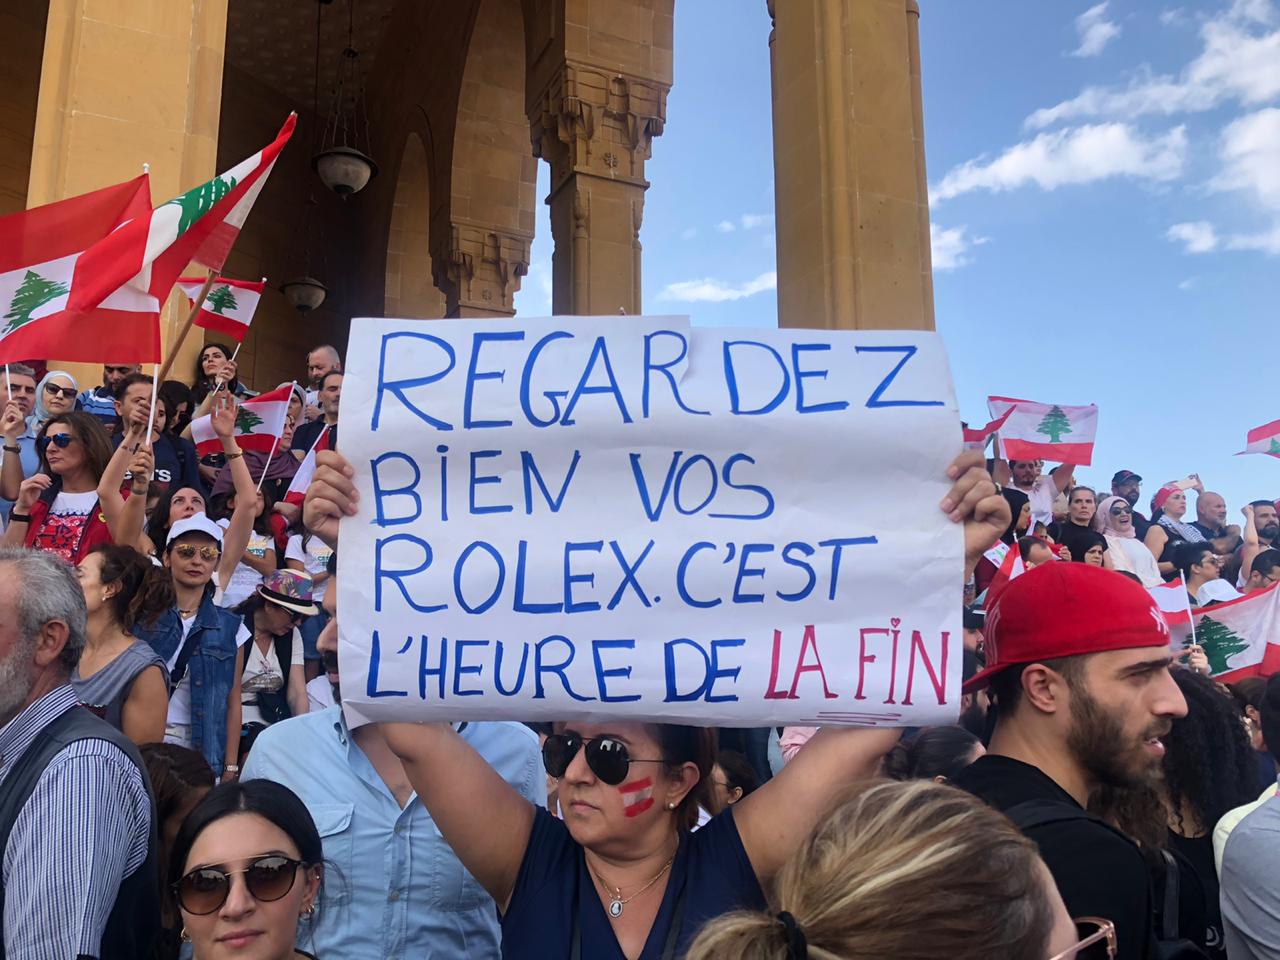 REGARDEZ
BiEN VOS
ROLEX. C'EST
L'HEURE DE LA FiN